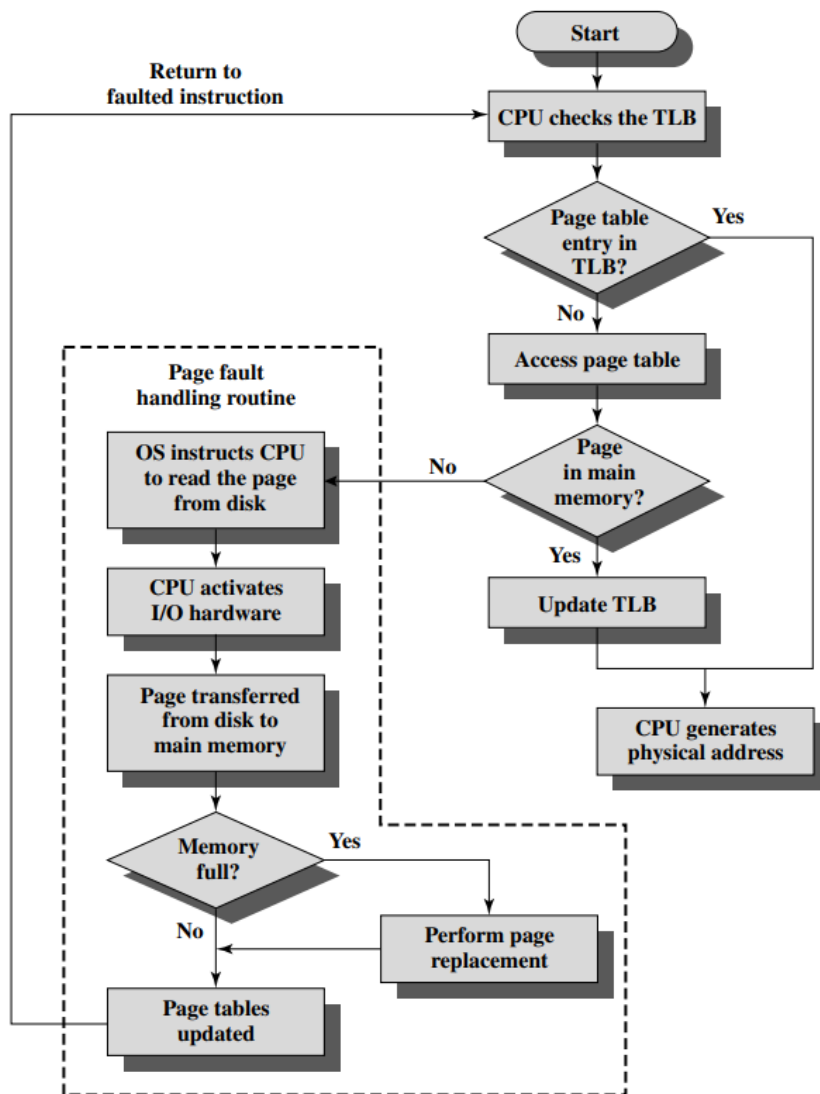 Start
Return to
faulted instruction
CPU checks the TLB
Page table
entry in
TLB?
Yes
No
Access page table
Page fault
handling routine
Page
in main
memory?
No
Yes
OS instructs CPU
to read the page
from disk
CPU activates
I/O hardware
Update TLB
Page transferred
from disk to
main memory
CPU generates
physical address
Memory
full?
Yes
No
Perform page
replacement
Page tables
updated